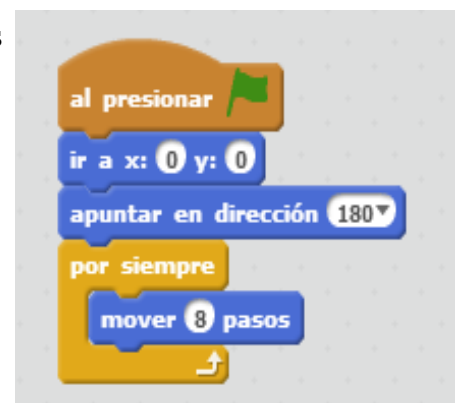 s
al presionar
ir a x: 0 y: 0
apuntar en dirección 180
por siempre
mover 8 pasos